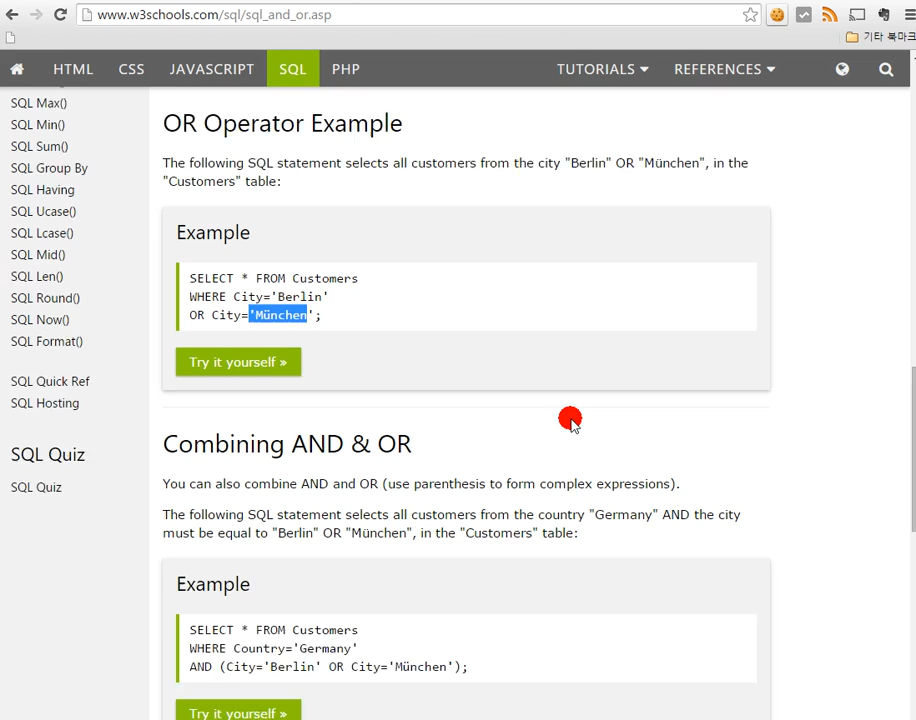 www.w3schools.com/sql/sql_and_or.asp
기타 북마크
HTML CSS JAVASCRIPT SQL PHP TUTORIALS REFERENCES
SQL Max()
SQL Min()
SQL Sum()
SQL Group By
SQL Having
SQL Ucase()
SQL Lcase()
SQL Mid()
SQL Len()
SQL Round()
SQL Now()
SQL Format()
SQL Quick Ref
SQL Hosting
SQL Quiz
SQL Quiz
OR Operator Example
The following SQL statement selects all customers from the city "Berlin" OR "München", in the
"Customers" table:
Example
SELECT * FROM Customers
WHERE City='Berlin'
OR City='München';
Try it yourself »
Combining AND & OR
You can also combine AND and OR (use parenthesis to form complex expressions).
The following SQL statement selects all customers from the country "Germany" AND the city
must be equal to "Berlin" OR "München", in the "Customers" table:
Example
SELECT * FROM Customers
WHERE Country='Germany'
AND (City='Berlin' OR City='München');
Try it yourself »